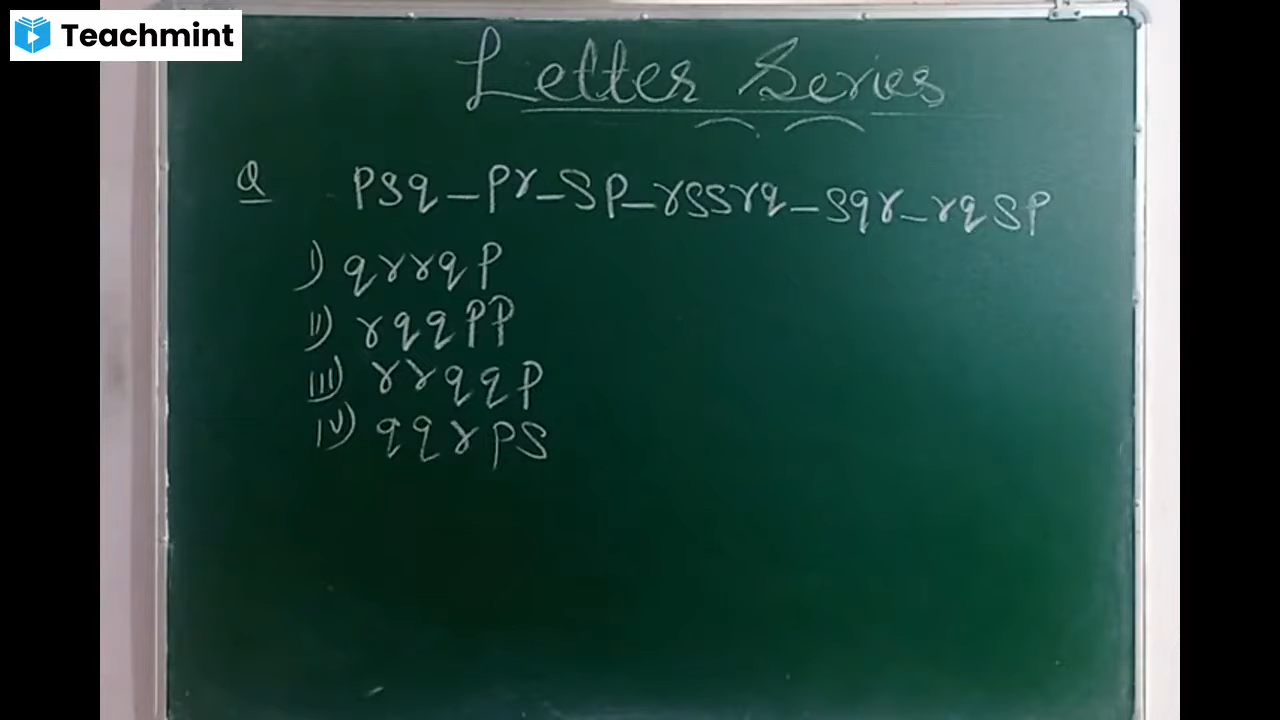 Teachmint
Letter Series
Q psq_pr_sp_rssrq_sqr_rqsp
i) qrrqp
ii) rqqpp
iii) rrqqp
iv) qqrps